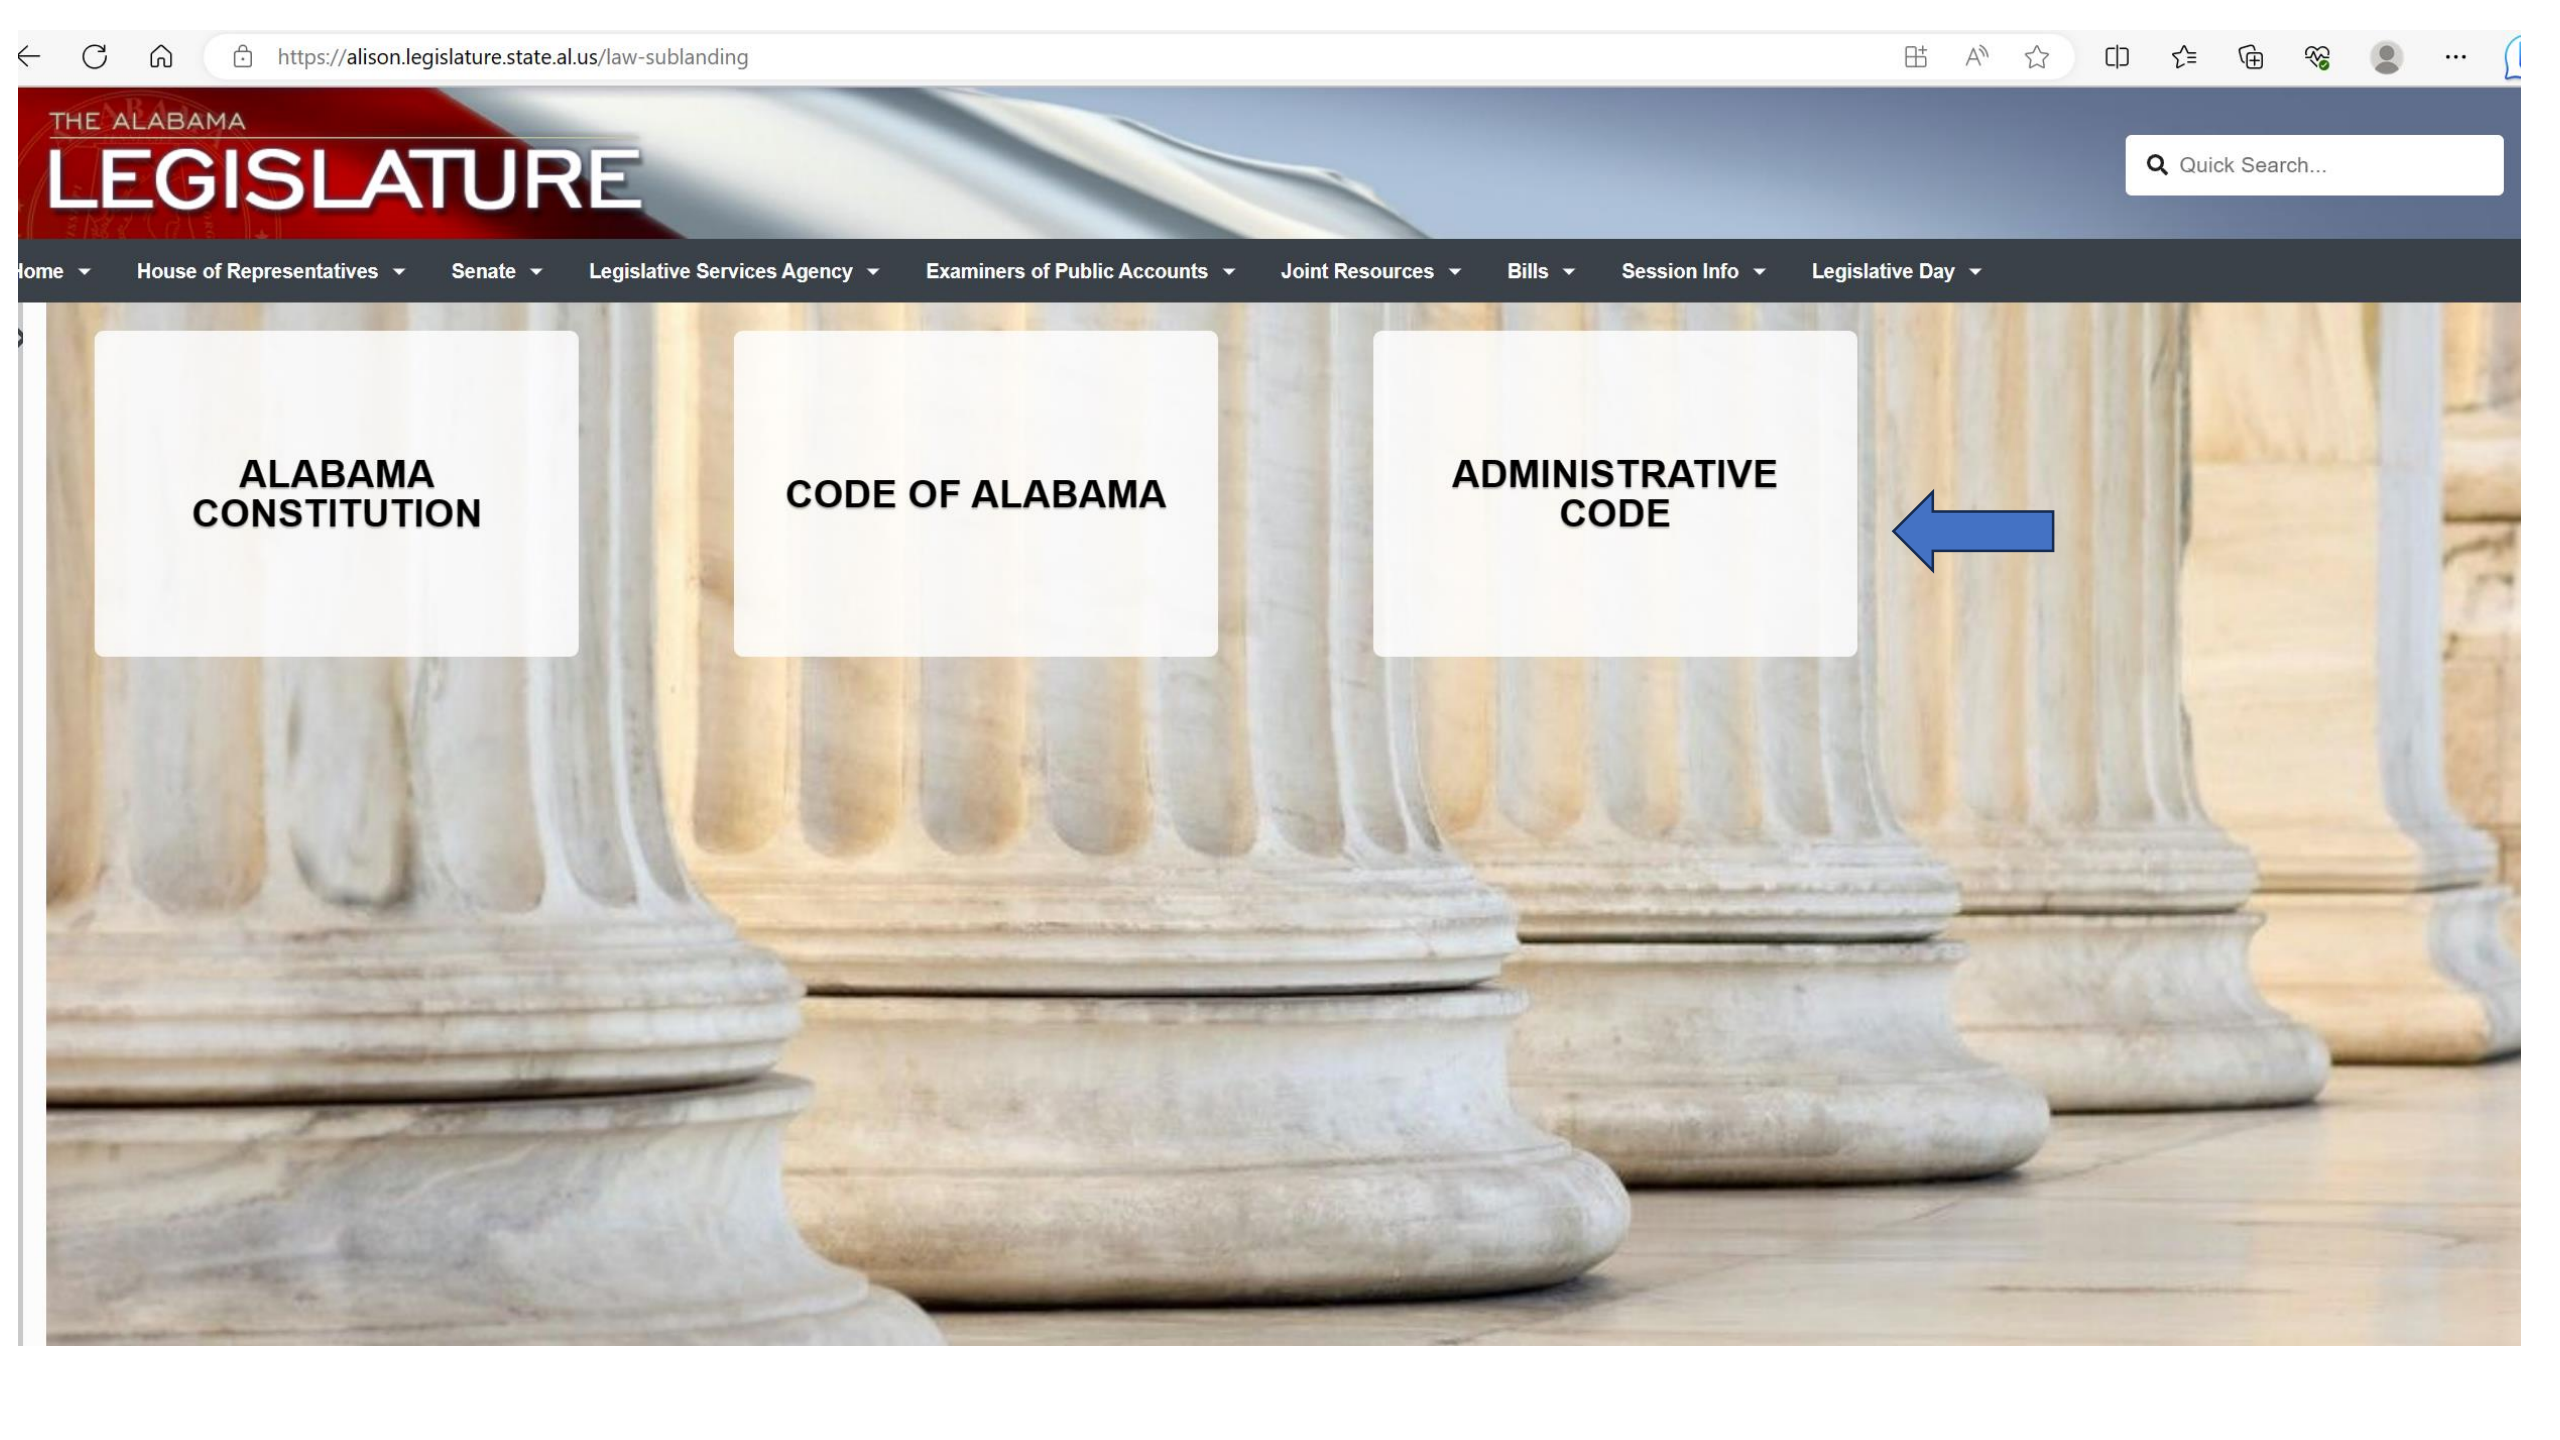 https://alison.legislature.state.al.us/law-sublanding
THE ALABAMA
LEGISLATURE
Quick Search...
Home House of Representatives Senate Legislative Services Agency Examiners of Public Accounts Joint Resources Bills Session Info Legislative Day
ALABAMA
CONSTITUTION
CODE OF ALABAMA
ADMINISTRATIVE
CODE